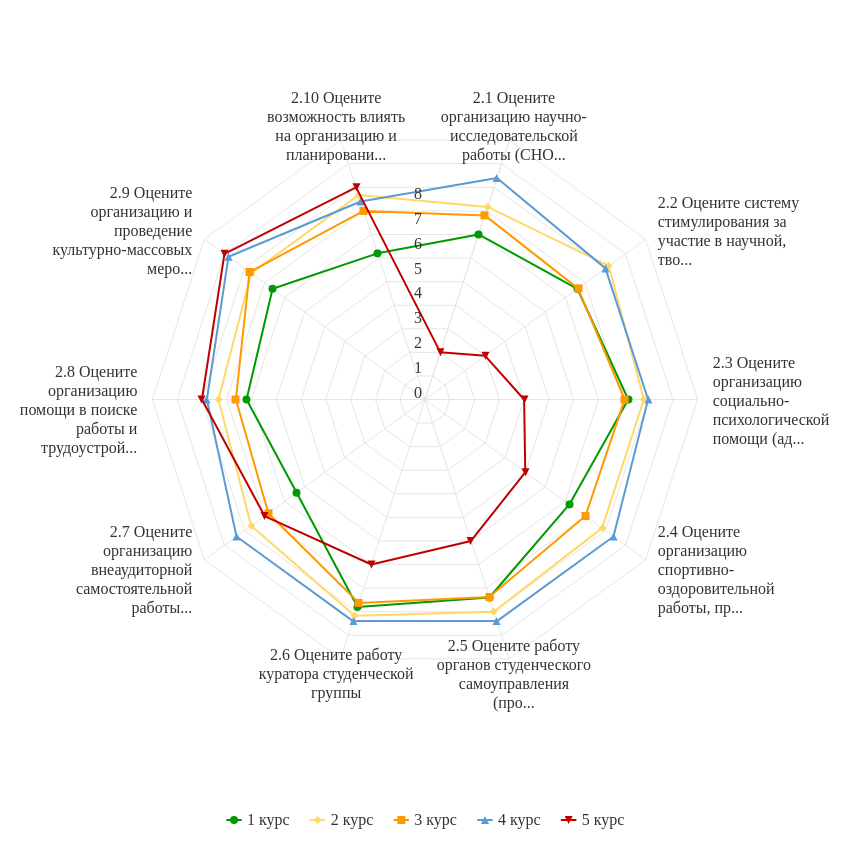 2.10 Оцените
возможность влиять
на организацию и
планировани...
2.1 Оцените
организацию научно-
исследовательской
работы (СНО...
2.9 Оцените
организацию и
проведение
культурно-массовых
меро...
2.2 Оцените систему
стимулирования за
участие в научной,
тво...
8
7
6
5
4
3
2
1
0
2.8 Оцените
организацию
помощи в поиске
работы и
трудоустрой...
2.3 Оцените
организацию
социально-
психологической
помощи (ад...
2.7 Оцените
организацию
внеаудиторной
самостоятельной
работы...
2.4 Оцените
организацию
спортивно-
оздоровительной
работы, пр...
2.6 Оцените работу
куратора студенческой
группы
2.5 Оцените работу
органов студенческого
самоуправления
(про...
1 курс 2 курс 3 курс 4 курс 5 курс